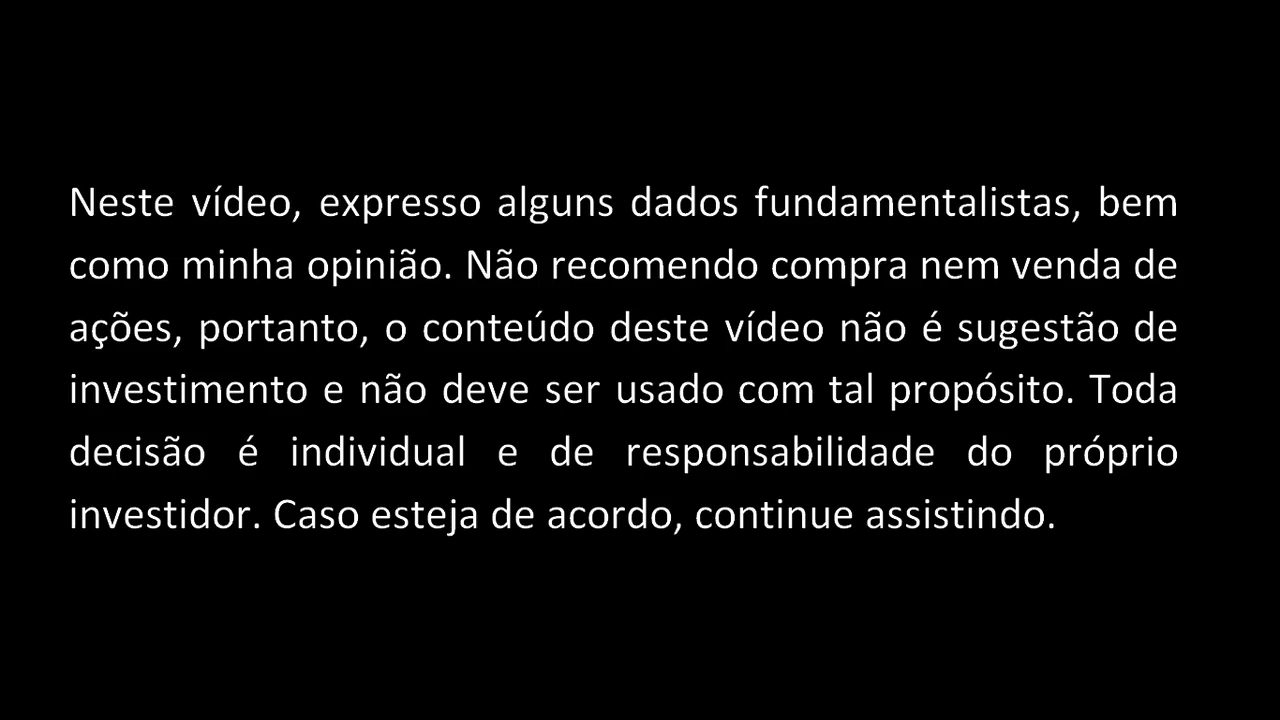 Neste vídeo, expresso alguns dados fundamentalistas, bem
como minha opinião. Não recomendo compra nem venda de
ações, portanto, o conteúdo deste vídeo não é sugestão de
investimento e não deve ser usado com tal propósito. Toda
decisão é individual e de responsabilidade do próprio
investidor. Caso esteja de acordo, continue assistindo.